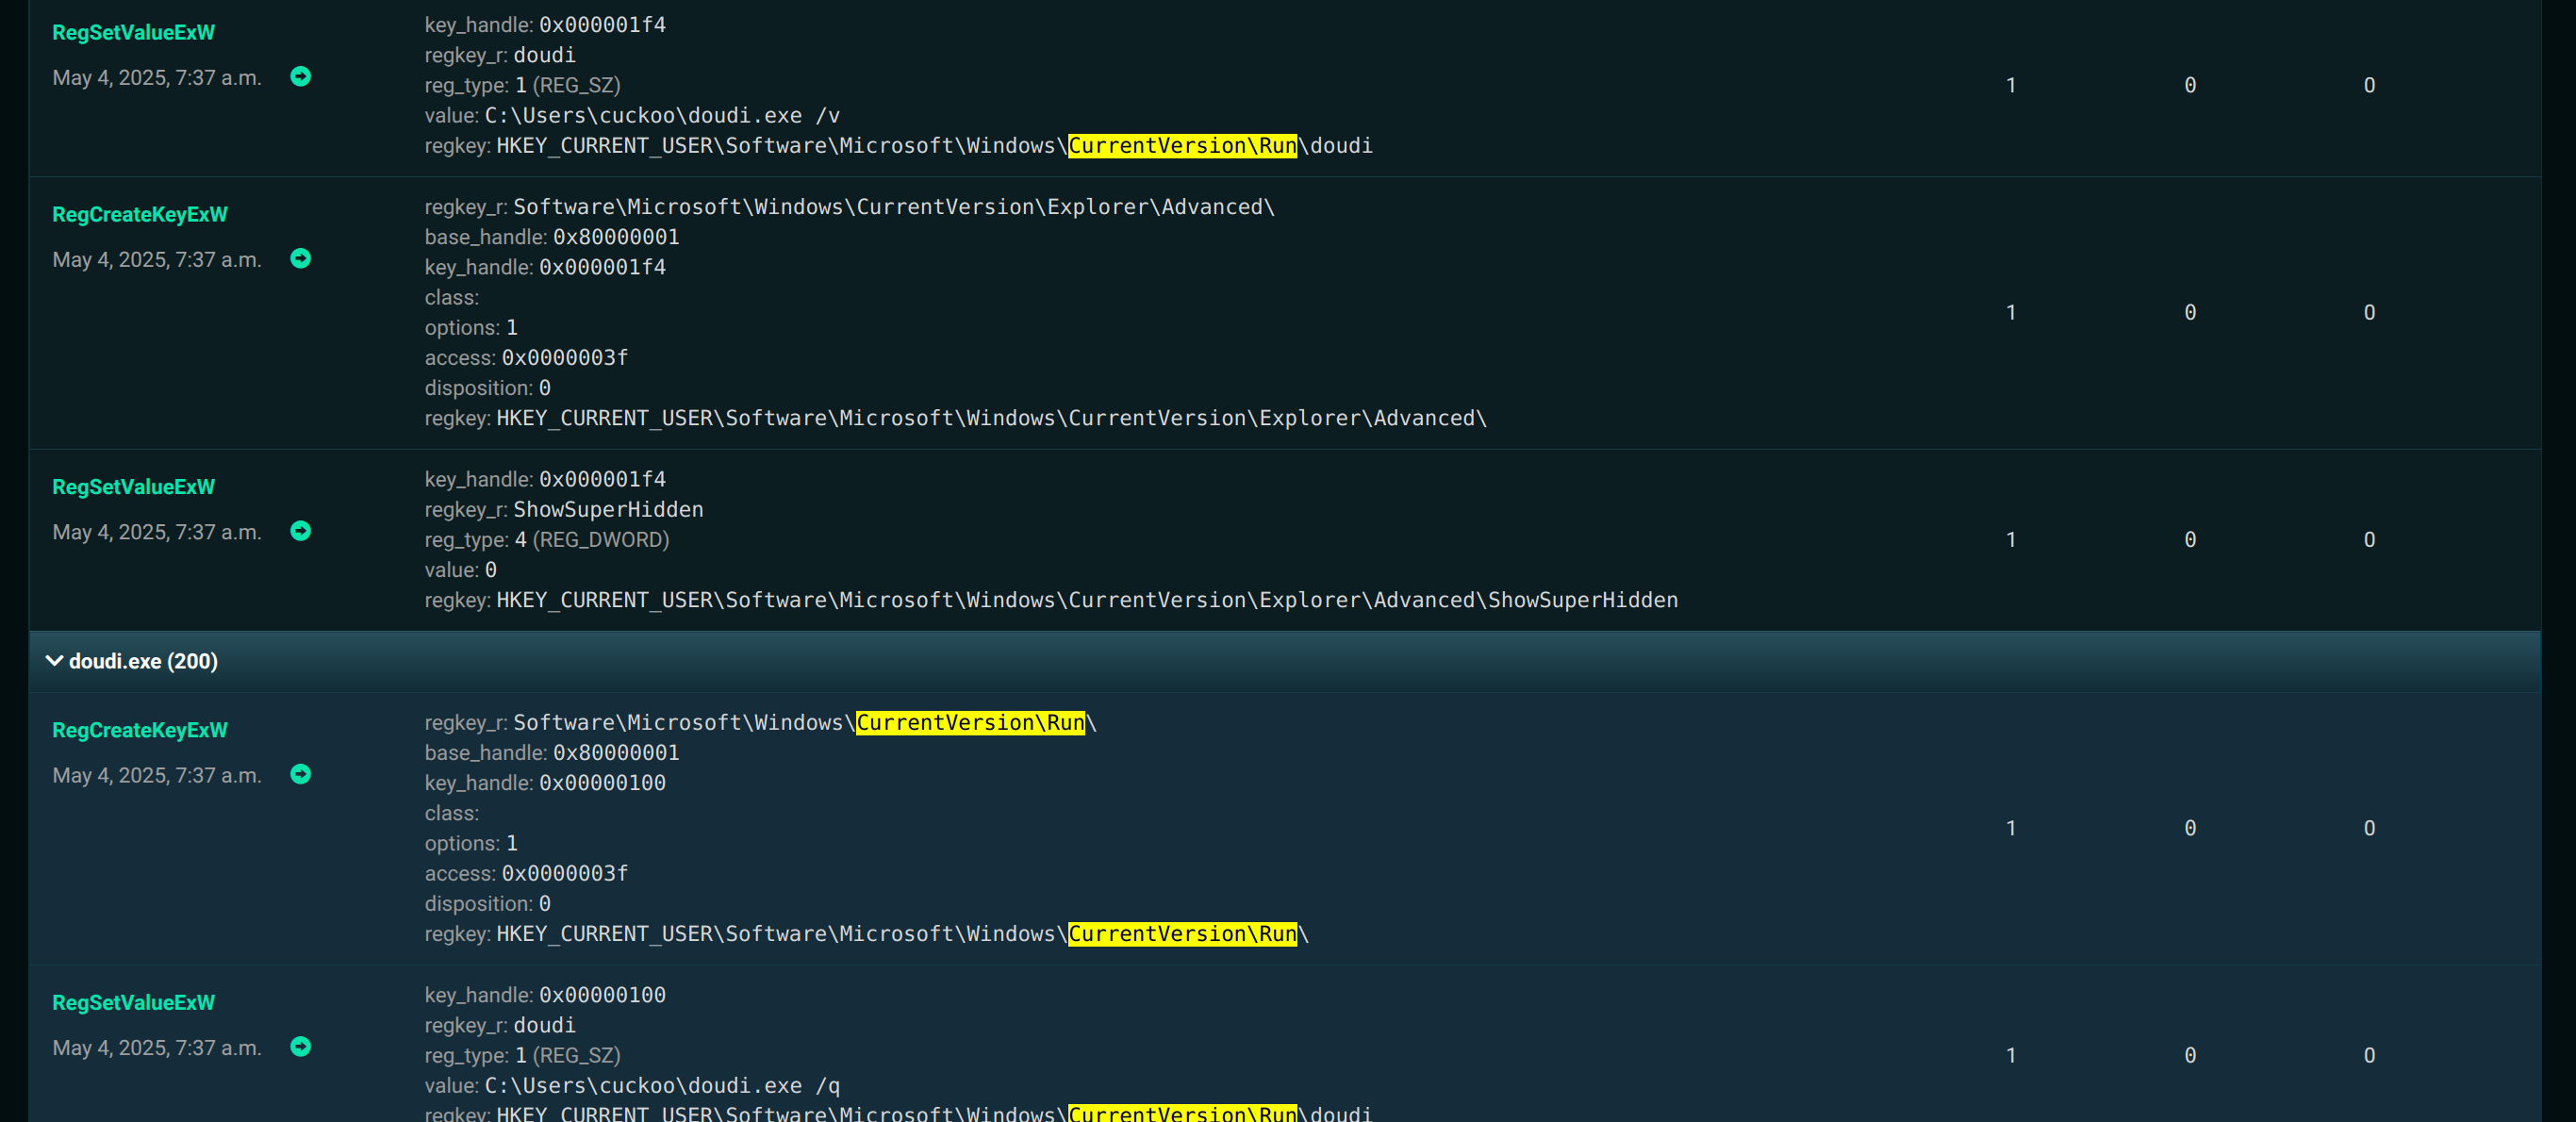 RegSetValueExW
May 4, 2025, 7:37 a.m.
key_handle: 0x000001f4
regkey_r: doudi
reg_type: 1 (REG_SZ)
value: C:\Users\cuckoo\doudi.exe /v
regkey: HKEY_CURRENT_USER\Software\Microsoft\Windows\CurrentVersion\Run\doudi
1 0 0
RegCreateKeyExW
May 4, 2025, 7:37 a.m.
regkey_r: Software\Microsoft\Windows\CurrentVersion\Explorer\Advanced\
base_handle: 0x80000001
key_handle: 0x000001f4
class:
options: 1
access: 0x0000003f
disposition: 0
regkey: HKEY_CURRENT_USER\Software\Microsoft\Windows\CurrentVersion\Explorer\Advanced\
1 0 0
RegSetValueExW
May 4, 2025, 7:37 a.m.
key_handle: 0x000001f4
regkey_r: ShowSuperHidden
reg_type: 4 (REG_DWORD)
value: 0
regkey: HKEY_CURRENT_USER\Software\Microsoft\Windows\CurrentVersion\Explorer\Advanced\ShowSuperHidden
1 0 0
doudi.exe (200)
RegCreateKeyExW
May 4, 2025, 7:37 a.m.
regkey_r: Software\Microsoft\Windows\CurrentVersion\Run\
base_handle: 0x80000001
key_handle: 0x00000100
class:
options: 1
access: 0x0000003f
disposition: 0
regkey: HKEY_CURRENT_USER\Software\Microsoft\Windows\CurrentVersion\Run\
1 0 0
RegSetValueExW
May 4, 2025, 7:37 a.m.
key_handle: 0x00000100
regkey_r: doudi
reg_type: 1 (REG_SZ)
value: C:\Users\cuckoo\doudi.exe /q
regkey: HKEY_CURRENT_USER\Software\Microsoft\Windows\CurrentVersion\Run\doudi
1 0 0